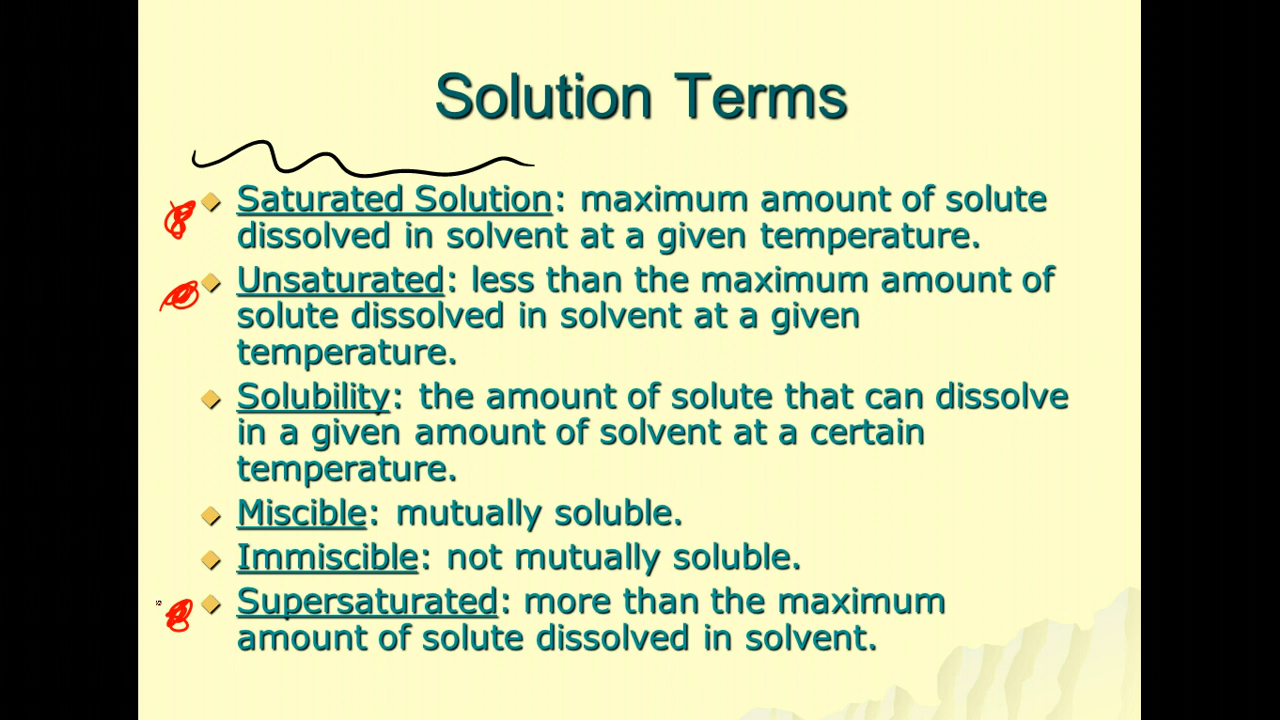 Solution Terms
Saturated Solution: maximum amount of solute
dissolved in solvent at a given temperature.
Unsaturated: less than the maximum amount of
solute dissolved in solvent at a given
temperature.
Solubility: the amount of solute that can dissolve
in a given amount of solvent at a certain
temperature.
Miscible: mutually soluble.
Immiscible: not mutually soluble.
Supersaturated: more than the maximum
amount of solute dissolved in solvent.